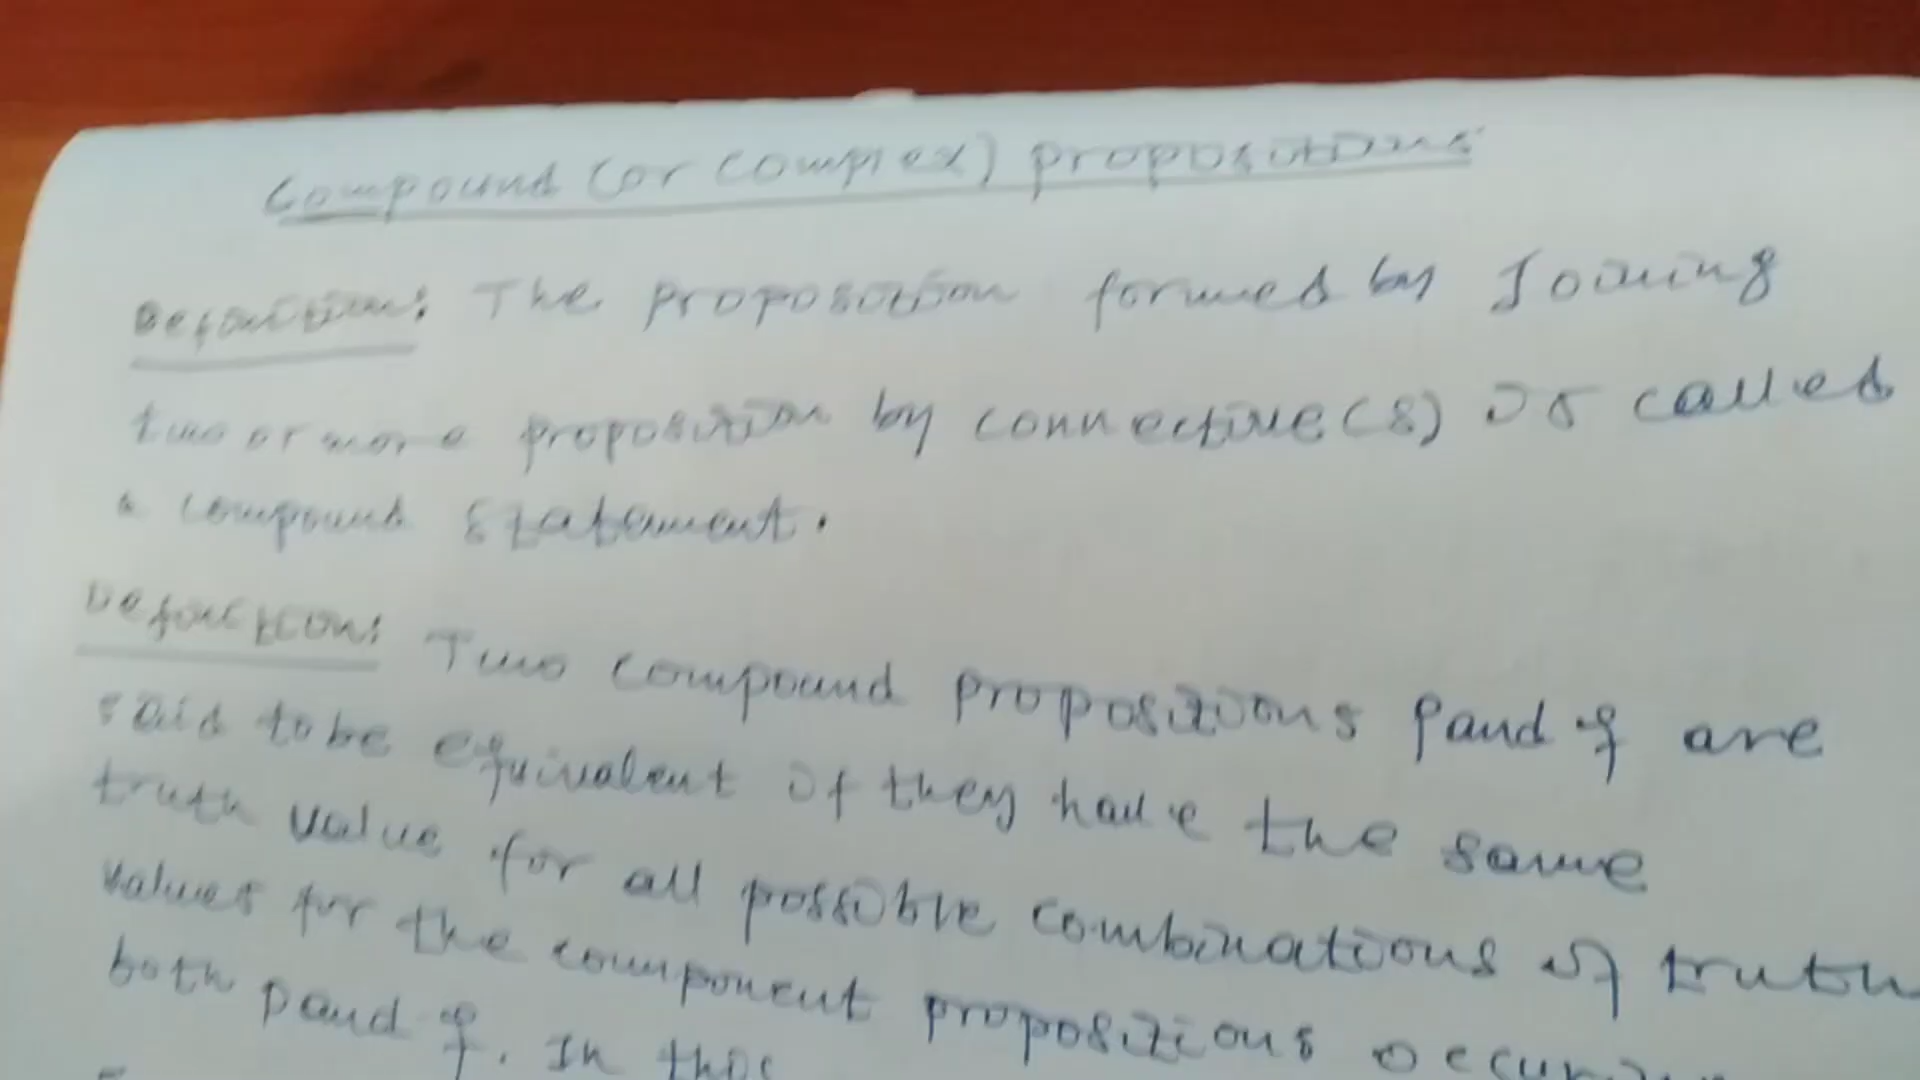 Compound (or complex) propositions
Definition: The proposition formed by Joining
two or more proposition by connective(s) is called
a compound statement.
Definition: Two compound propositions P and q are
said to be equivalent if they have the same
truth value for all possible combinations of truth
values for the component propositions
both P and q. In this